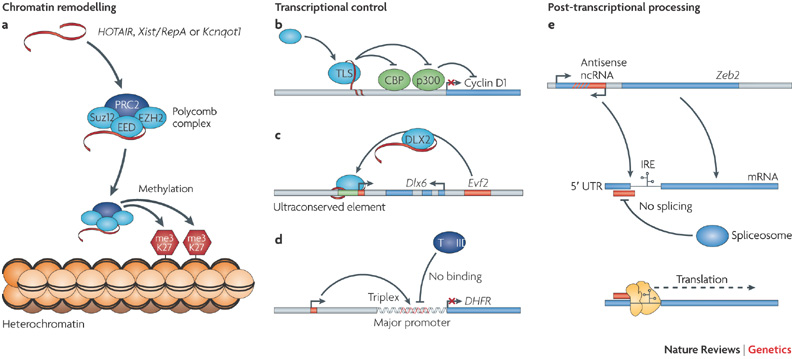 Chromatin remodelling
Transcriptional control
Post-transcriptional processing
a
HOTAIR, Xist/RepA or Kcnqot1
PRC2
Suz12
EZH2
EED
Polycomb
complex
Methylation
me3
K27
me3
K27
Heterochromatin
b
TLS
CBP
p300
Cyclin D1
c
DLX2
Dlx6
Evf2
Ultraconserved element
d
T IID
No binding
Triplex
DHFR
Major promoter
e
Antisense
ncRNA
Zeb2
IRE
5′ UTR
mRNA
No splicing
Spliceosome
Translation
Nature Reviews | Genetics